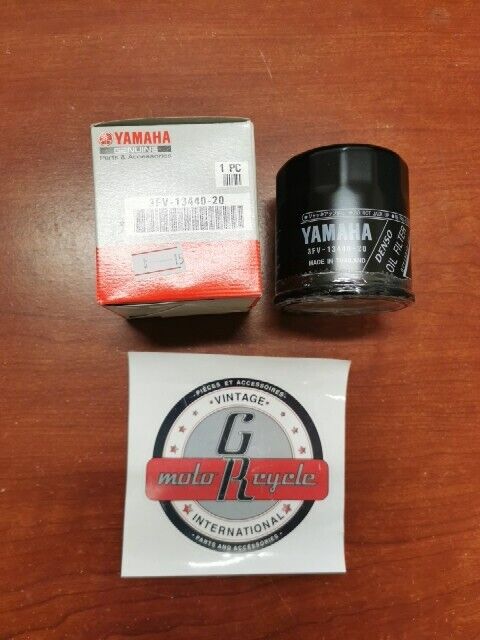 YAMAHA
GENUINE
Parts & Accessories
1 PC
3FV-13440-20
YAMAHA
3FV-13440-20
MADE IN THAILAND
DENSO
OIL FILTER
PIÈCES ET ACCESSOIRES
VINTAGE
G
moto R cycle
INTERNATIONAL
PARTS AND ACCESSORIES